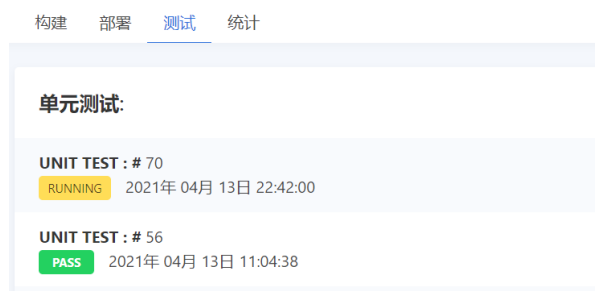 构建 部署 测试 统计
单元测试:
UNIT TEST : # 70
RUNNING 2021年 04月 13日 22:42:00
UNIT TEST : # 56
PASS 2021年 04月 13日 11:04:38